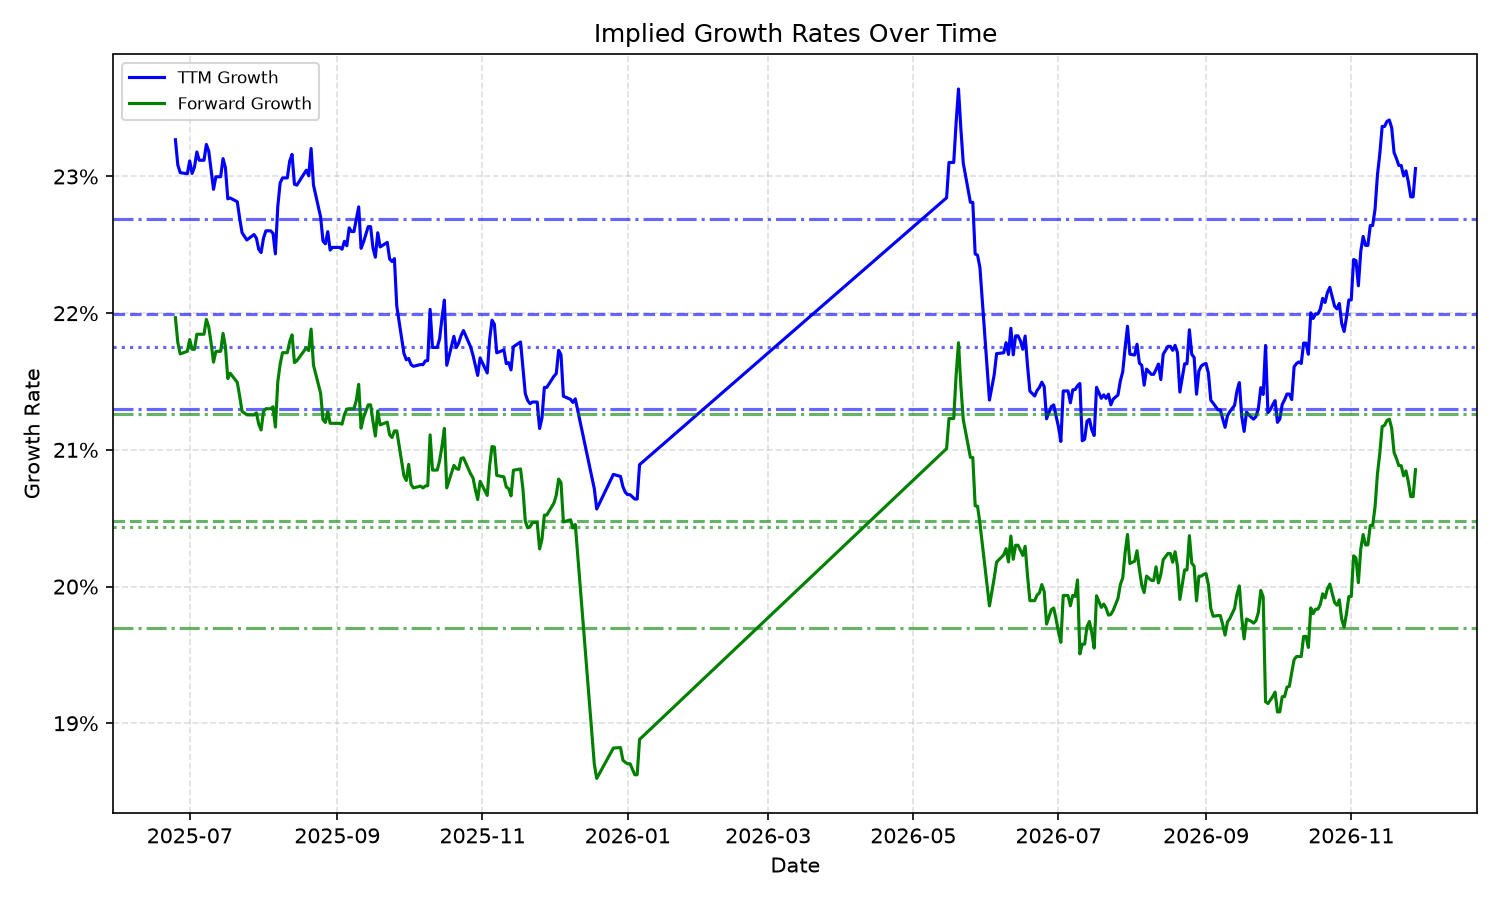 Implied Growth Rates Over Time
TTM Growth
Forward Growth
Growth Rate
23%
22%
21%
20%
19%
2025-07 2025-09 2025-11 2026-01 2026-03 2026-05 2026-07 2026-09 2026-11
Date